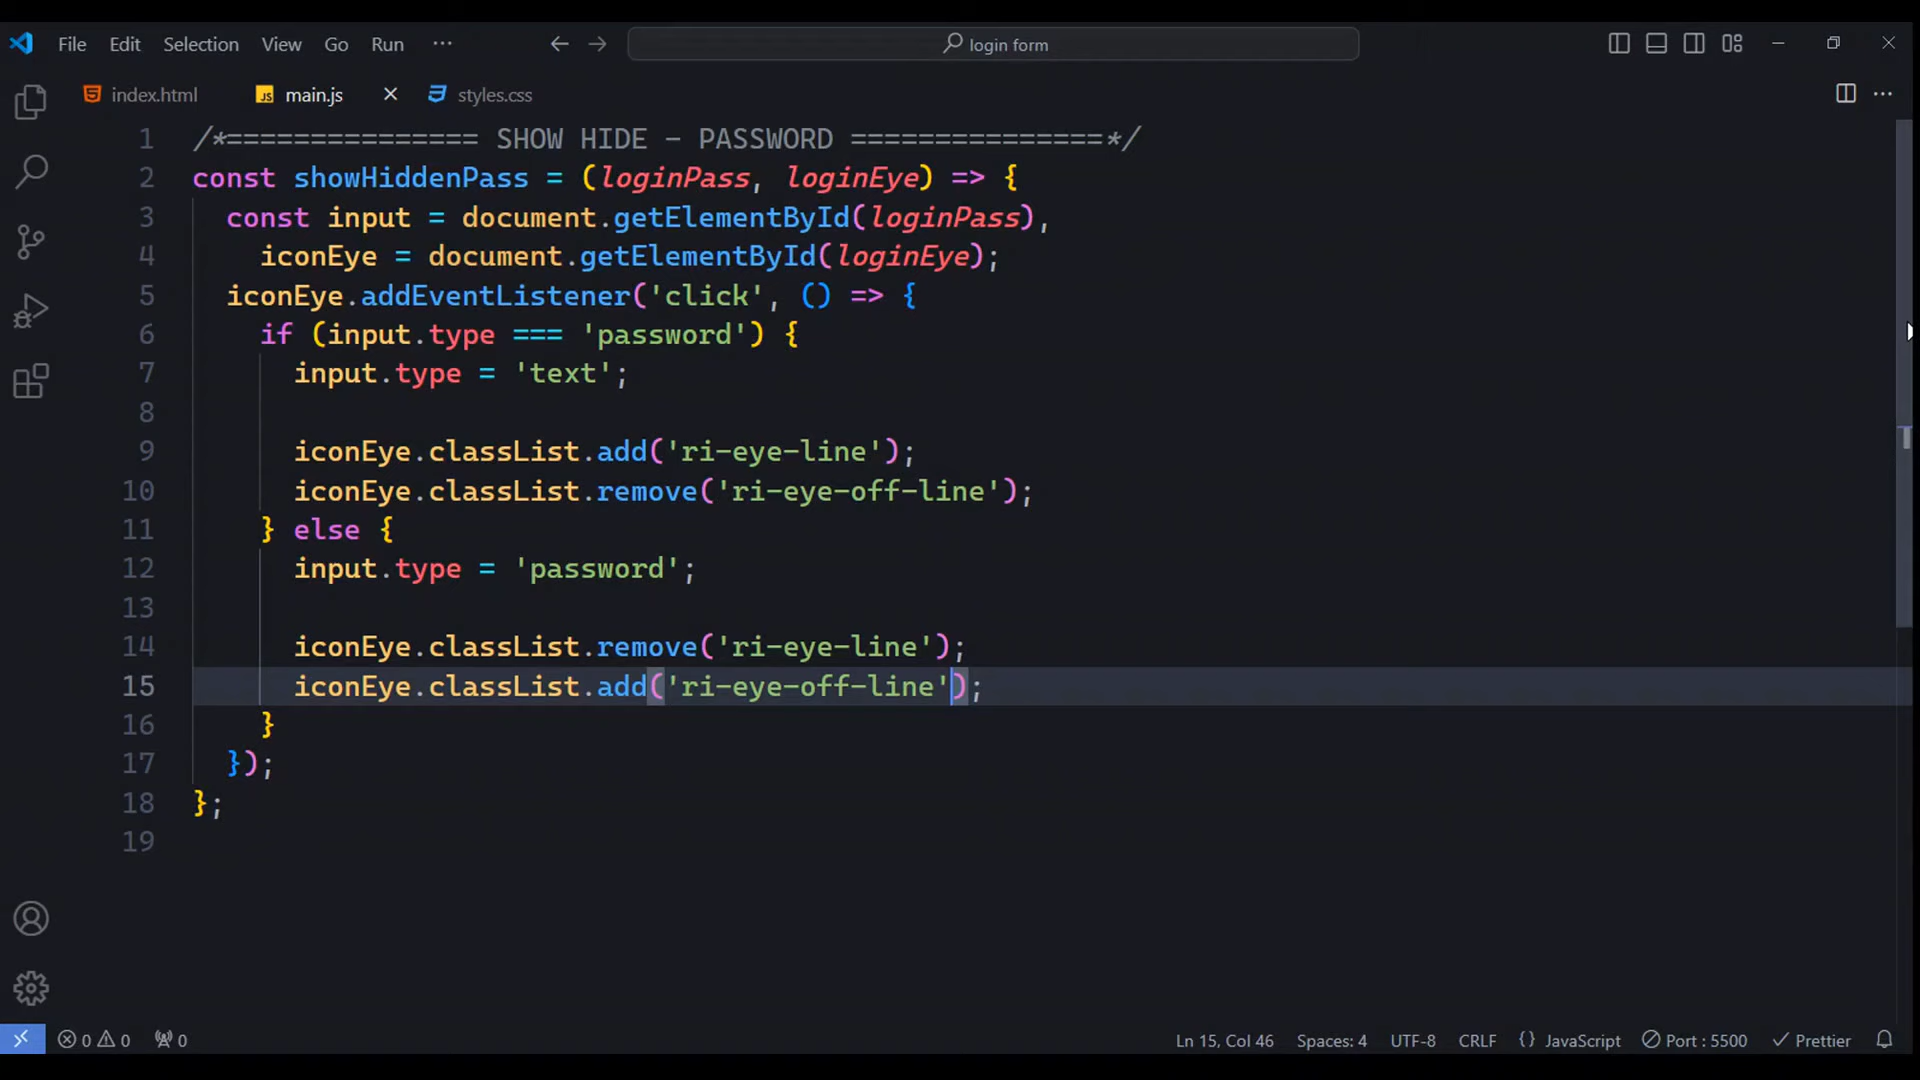 File Edit Selection View Go Run ··· ← → login form
index.html JS main.js × styles.css ···
1 /*=============== SHOW HIDE - PASSWORD ===============*/
2 const showHiddenPass = (loginPass, loginEye) => {
3 const input = document.getElementById(loginPass),
4 iconEye = document.getElementById(loginEye);
5 iconEye.addEventListener('click', () => {
6 if (input.type === 'password') {
7 input.type = 'text';
8
9 iconEye.classList.add('ri-eye-line');
10 iconEye.classList.remove('ri-eye-off-line');
11 } else {
12 input.type = 'password';
13
14 iconEye.classList.remove('ri-eye-line');
15 iconEye.classList.add('ri-eye-off-line');
16 }
17 });
18 };
19
0 0 0 Ln 15, Col 46 Spaces: 4 UTF-8 CRLF {} JavaScript Port : 5500 Prettier